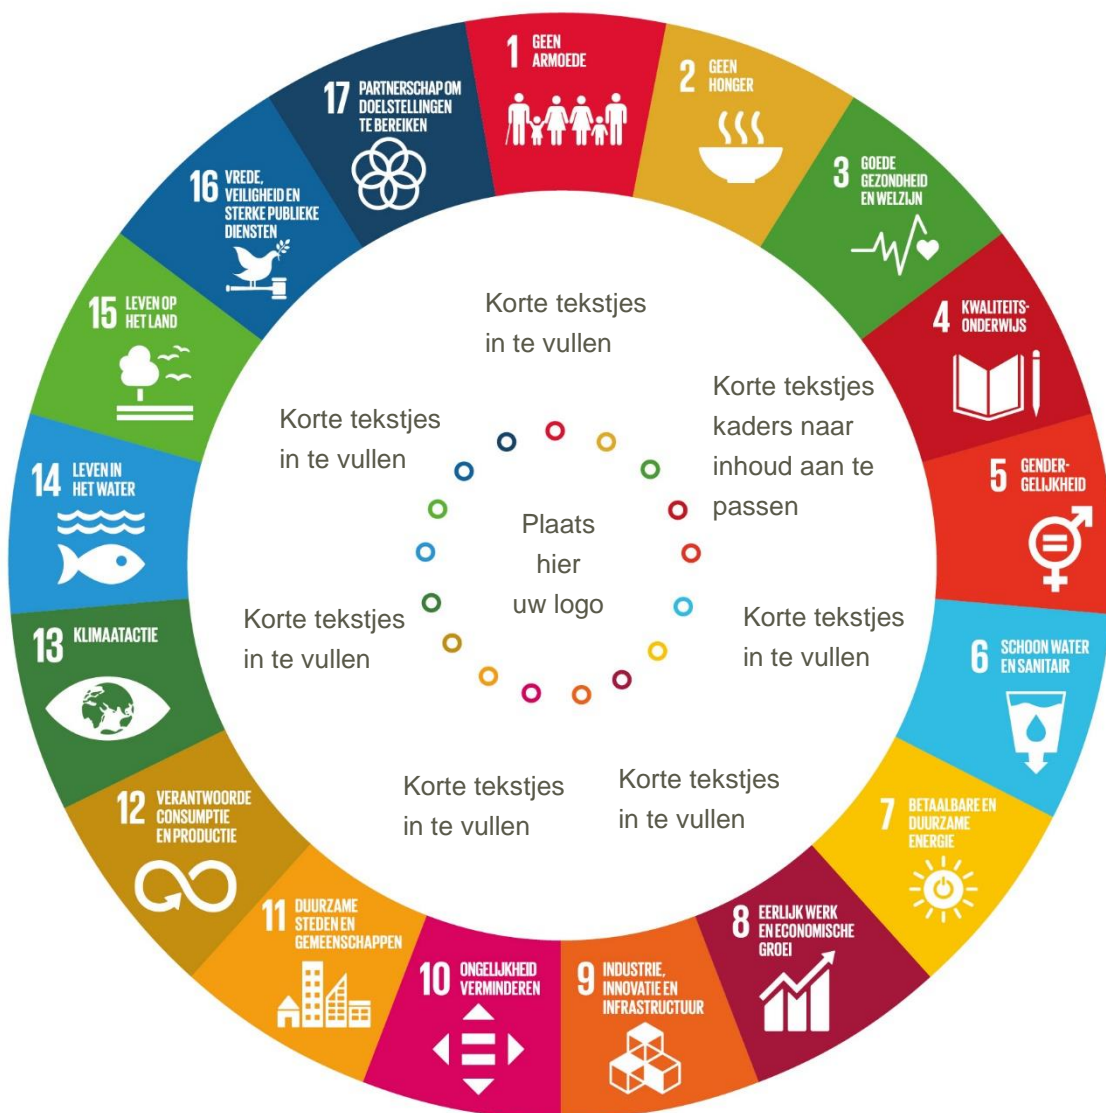 1 GEEN
ARMOEDE
2 GEEN
HONGER
3 GOEDE
GEZONDHEID
EN WELZIJN
4 KWALITEITS-
ONDERWIJS
5 GENDER-
GELIJKHEID
6 SCHOON WATER
EN SANITAIR
7 BETAALBARE EN
DUURZAME
ENERGIE
8 EERLIJK WERK
EN ECONOMISCHE
GROEI
9 INDUSTRIE,
INNOVATIE EN
INFRASTRUCTUUR
10 ONGELIJKHEID
VERMINDEREN
11 DUURZAME
STEDEN EN
GEMEENSCHAPPEN
12 VERANTWOORDE
CONSUMPTIE
EN PRODUCTIE
13 KLIMAATACTIE
14 LEVEN IN
HET WATER
15 LEVEN OP
HET LAND
16 VREDE,
VEILIGHEID EN
STERKE PUBLIEKE
DIENSTEN
17 PARTNERSCHAP OM
DOELSTELLINGEN
TE BEREIKEN
Korte tekstjes
in te vullen
Korte tekstjes
kaders naar
inhoud aan te
passen
Korte tekstjes
in te vullen
Korte tekstjes
in te vullen
Korte tekstjes
in te vullen
Korte tekstjes
in te vullen
Korte tekstjes
in te vullen
Plaats
hier
uw logo